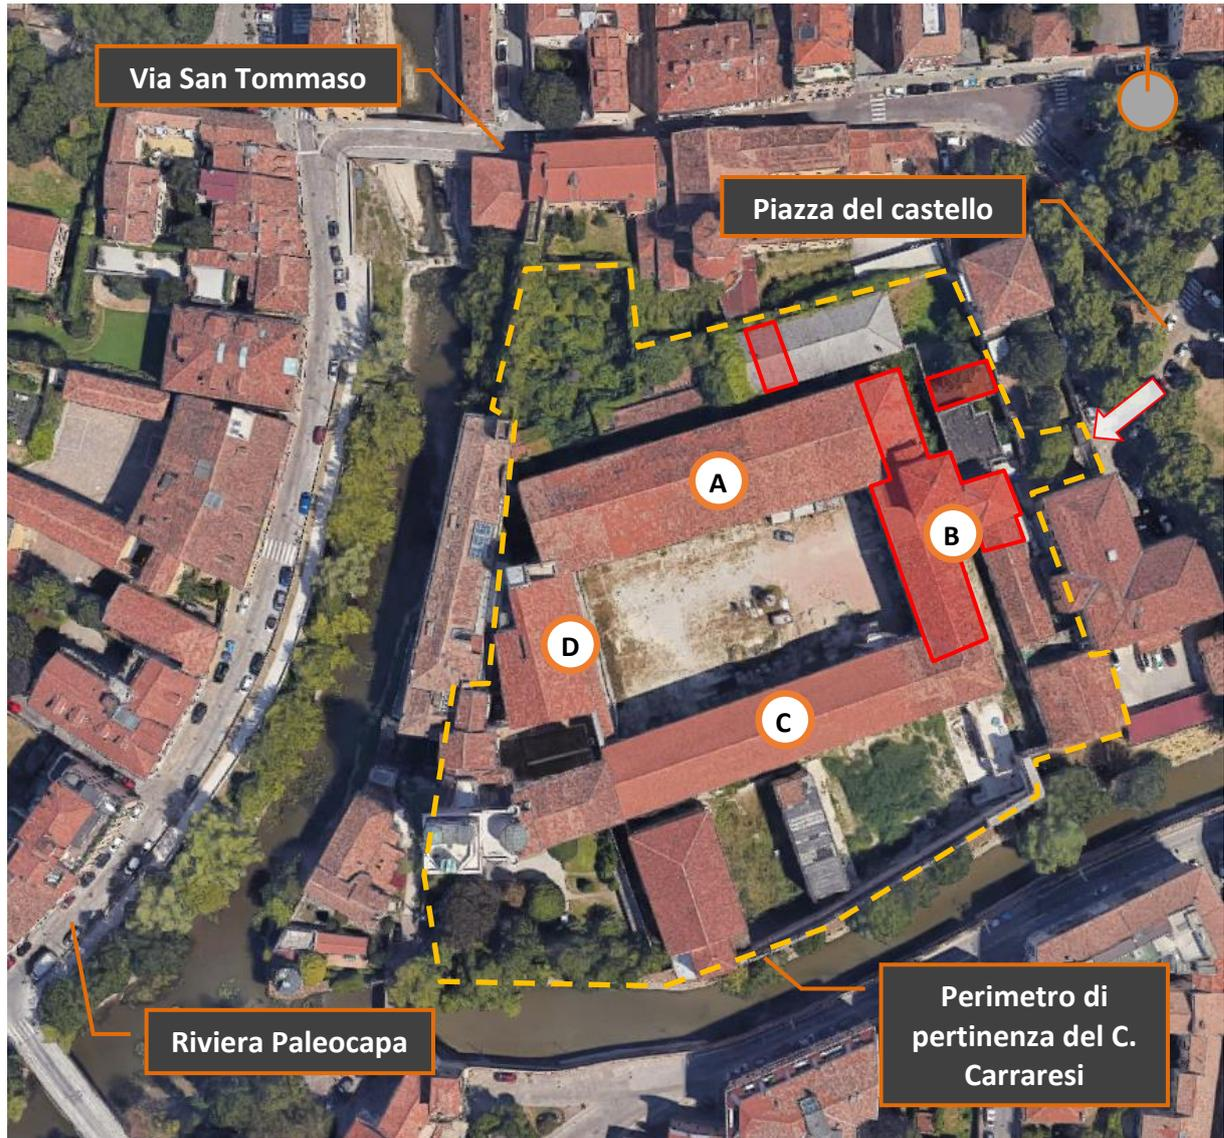 Via San Tommaso
Piazza del castello
A
B
D
C
Perimetro di
pertinenza del C.
Carraresi
Riviera Paleocapa